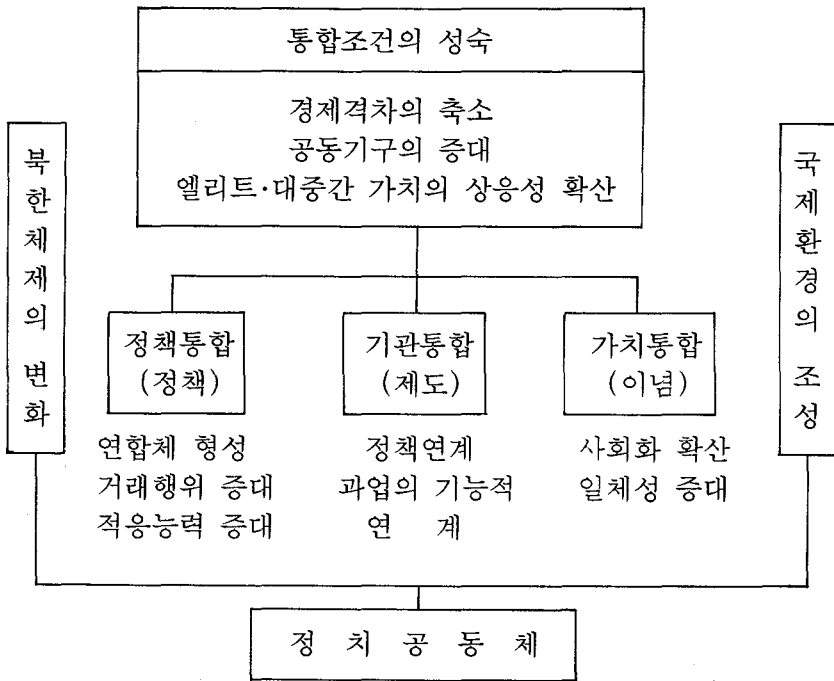 통합조건의 성숙
경제격차의 축소
공동기구의 증대
엘리트·대중간 가치의 상응성 확산
북한체제의 변화
국제환경의 조성
정책통합
(정책)
기관통합
(제도)
가치통합
(이념)
연합체 형성
거래행위 증대
적응능력 증대
정책연계
과업의 기능적
연 계
사회화 확산
일체성 증대
정 치 공 동 체